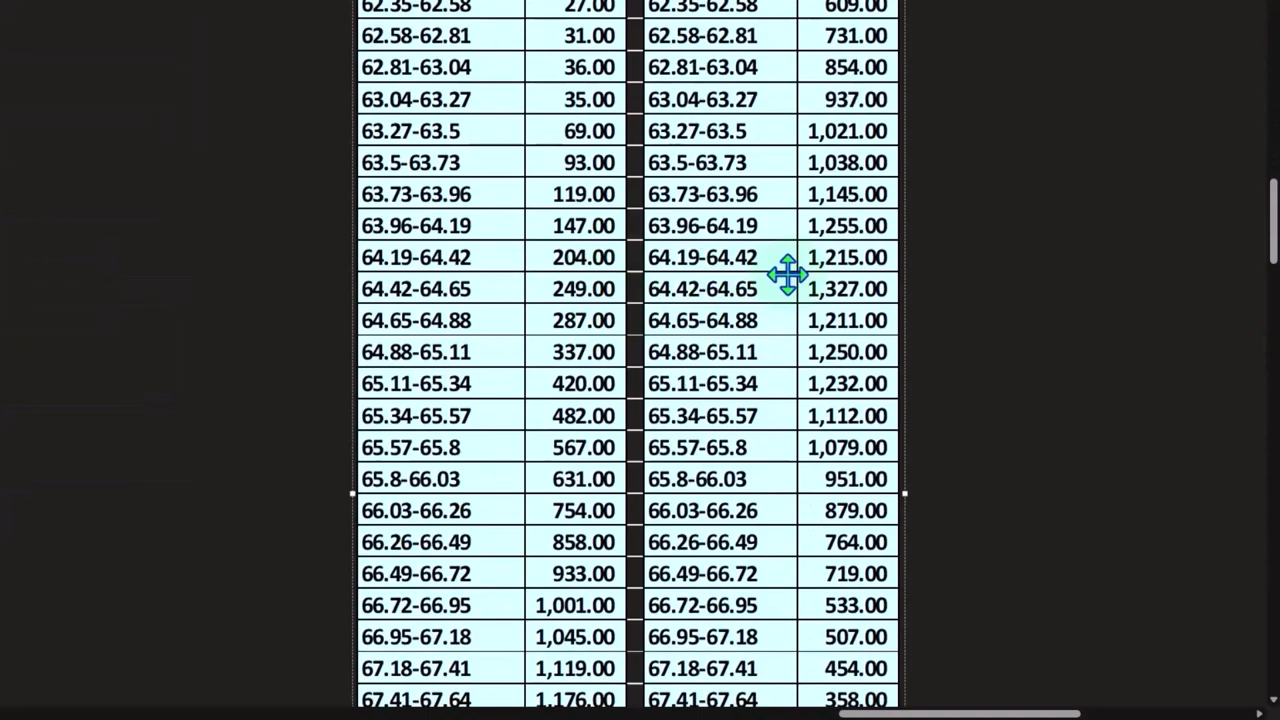 62.35-62.58 27.00 62.35-62.58 609.00
62.58-62.81 31.00 62.58-62.81 731.00
62.81-63.04 36.00 62.81-63.04 854.00
63.04-63.27 35.00 63.04-63.27 937.00
63.27-63.5 69.00 63.27-63.5 1,021.00
63.5-63.73 93.00 63.5-63.73 1,038.00
63.73-63.96 119.00 63.73-63.96 1,145.00
63.96-64.19 147.00 63.96-64.19 1,255.00
64.19-64.42 204.00 64.19-64.42 1,215.00
64.42-64.65 249.00 64.42-64.65 1,327.00
64.65-64.88 287.00 64.65-64.88 1,211.00
64.88-65.11 337.00 64.88-65.11 1,250.00
65.11-65.34 420.00 65.11-65.34 1,232.00
65.34-65.57 482.00 65.34-65.57 1,112.00
65.57-65.8 567.00 65.57-65.8 1,079.00
65.8-66.03 631.00 65.8-66.03 951.00
66.03-66.26 754.00 66.03-66.26 879.00
66.26-66.49 858.00 66.26-66.49 764.00
66.49-66.72 933.00 66.49-66.72 719.00
66.72-66.95 1,001.00 66.72-66.95 533.00
66.95-67.18 1,045.00 66.95-67.18 507.00
67.18-67.41 1,119.00 67.18-67.41 454.00
67.41-67.64 1,176.00 67.41-67.64 358.00